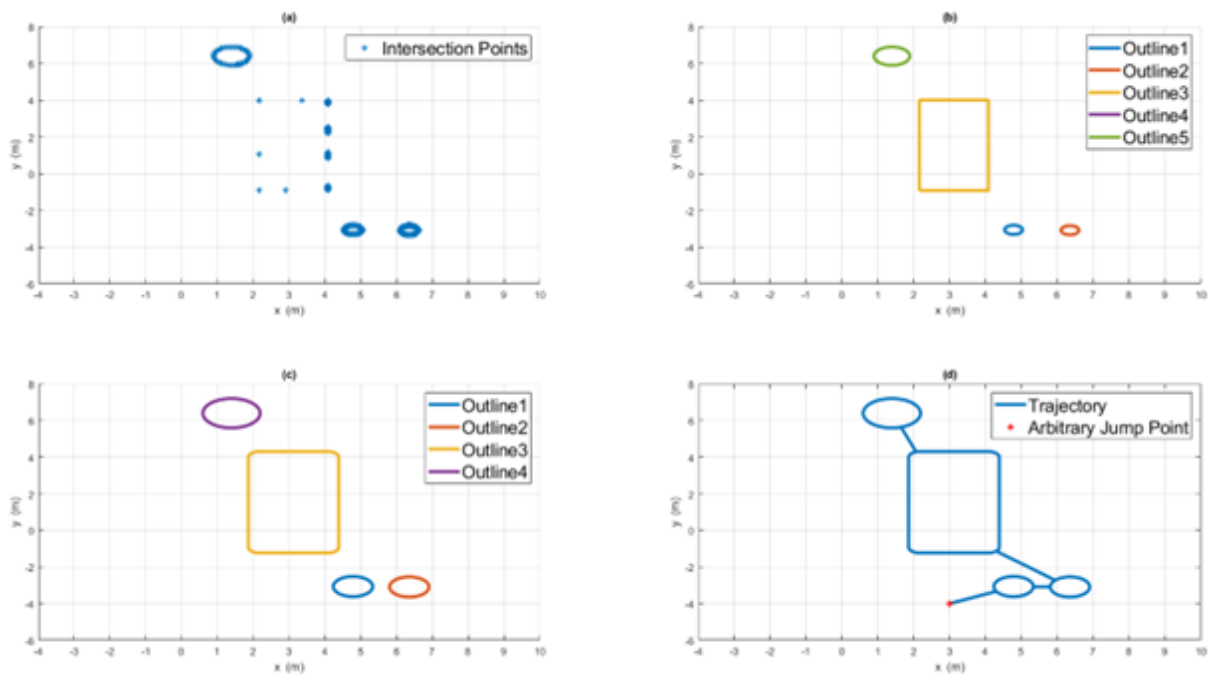 (a)
8
6
4
2
0
-2
-4
-6
y (m)
Intersection Points
-4 -3 -2 -1 0 1 2 3 4 5 6 7 8 9 10
x (m)
(b)
8
6
4
2
0
-2
-4
-6
y (m)
Outline1
Outline2
Outline3
Outline4
Outline5
-4 -3 -2 -1 0 1 2 3 4 5 6 7 8 9 10
x (m)
(c)
8
6
4
2
0
-2
-4
-6
y (m)
Outline1
Outline2
Outline3
Outline4
-4 -3 -2 -1 0 1 2 3 4 5 6 7 8 9 10
x (m)
(d)
8
6
4
2
0
-2
-4
-6
y (m)
Trajectory
Arbitrary Jump Point
-4 -3 -2 -1 0 1 2 3 4 5 6 7 8 9 10
x (m)